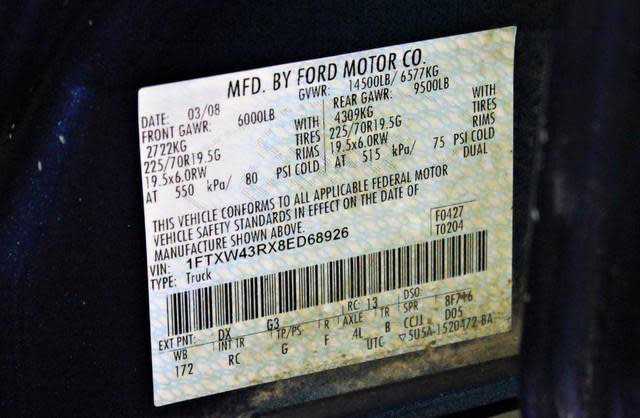 MFD. BY FORD MOTOR CO.
DATE: 03/08 GVWR: 14500LB/ 6577KG
FRONT GAWR: 6000LB REAR GAWR: 9500LB
2722KG WITH 4309KG WITH
225/70R19.5G TIRES 225/70R19.5G TIRES
19.5x6.0RW RIMS 19.5x6.0RW RIMS
AT 550 kPa/ 80 PSI COLD AT 515 kPa/ 75 PSI COLD
DUAL
THIS VEHICLE CONFORMS TO ALL APPLICABLE FEDERAL MOTOR
VEHICLE SAFETY STANDARDS IN EFFECT ON THE DATE OF
MANUFACTURE SHOWN ABOVE.
F0427
T0204
VIN: 1FTXW43RX8ED68926
TYPE: Truck
EXT PNT: DX G3 RC 13 DSO
WB INT TR TP/PS R AXLE TR SPR 8F746
172 RC G F 4L B CCJJ D05
UTC ▽5U5A-1520472-BA